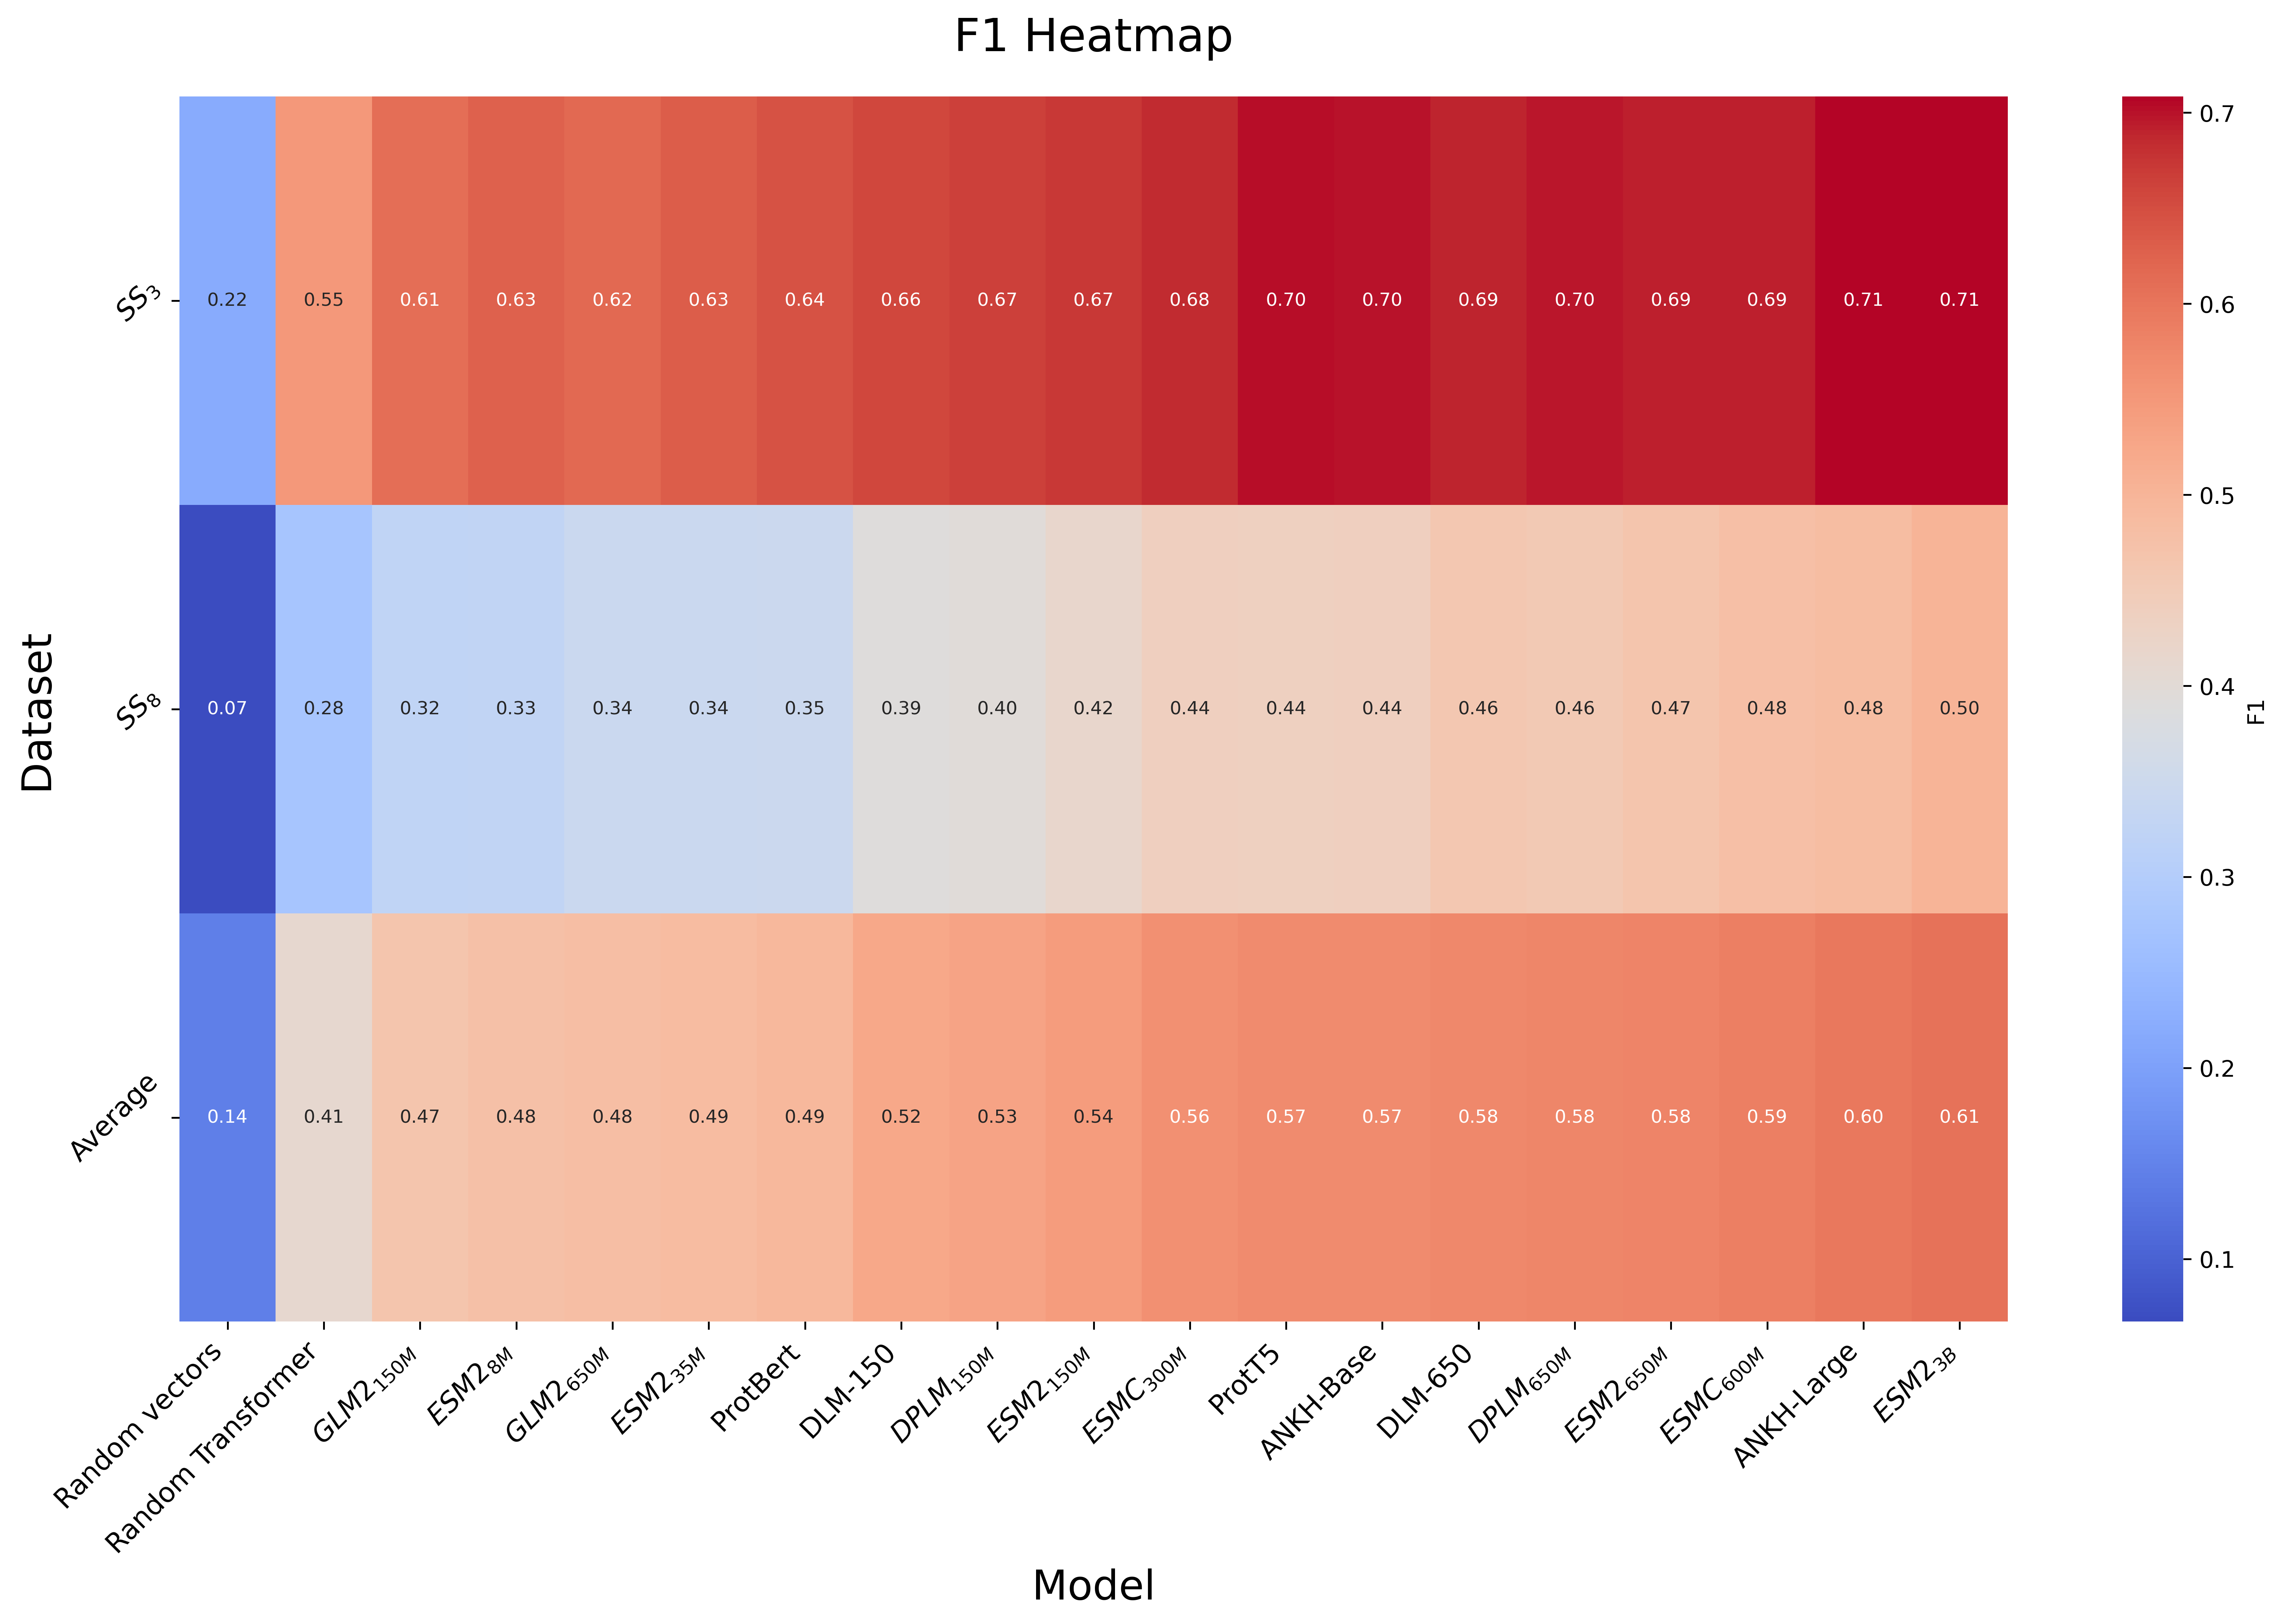 F1 Heatmap
Dataset
SS₃
0.22 0.55 0.61 0.63 0.62 0.63 0.64 0.66 0.67 0.67 0.68 0.70 0.70 0.69 0.70 0.69 0.69 0.71 0.71
SS₈
0.07 0.28 0.32 0.33 0.34 0.34 0.35 0.39 0.40 0.42 0.44 0.44 0.44 0.46 0.46 0.47 0.48 0.48 0.50
Average
0.14 0.41 0.47 0.48 0.48 0.49 0.49 0.52 0.53 0.54 0.56 0.57 0.57 0.58 0.58 0.58 0.59 0.60 0.61
Random vectors
Random Transformer
GLM2₁₅₀M
ESM2₈M
GLM2₆₅₀M
ESM2₃₅M
ProtBert
DLM-150
DPLM₁₅₀M
ESM2₁₅₀M
ESMC₃₀₀M
ProtT5
ANKH-Base
DLM-650
DPLM₆₅₀M
ESM2₆₅₀M
ESMC₆₀₀M
ANKH-Large
ESM2₃B
Model
0.7
0.6
0.5
0.4
0.3
0.2
0.1
F1